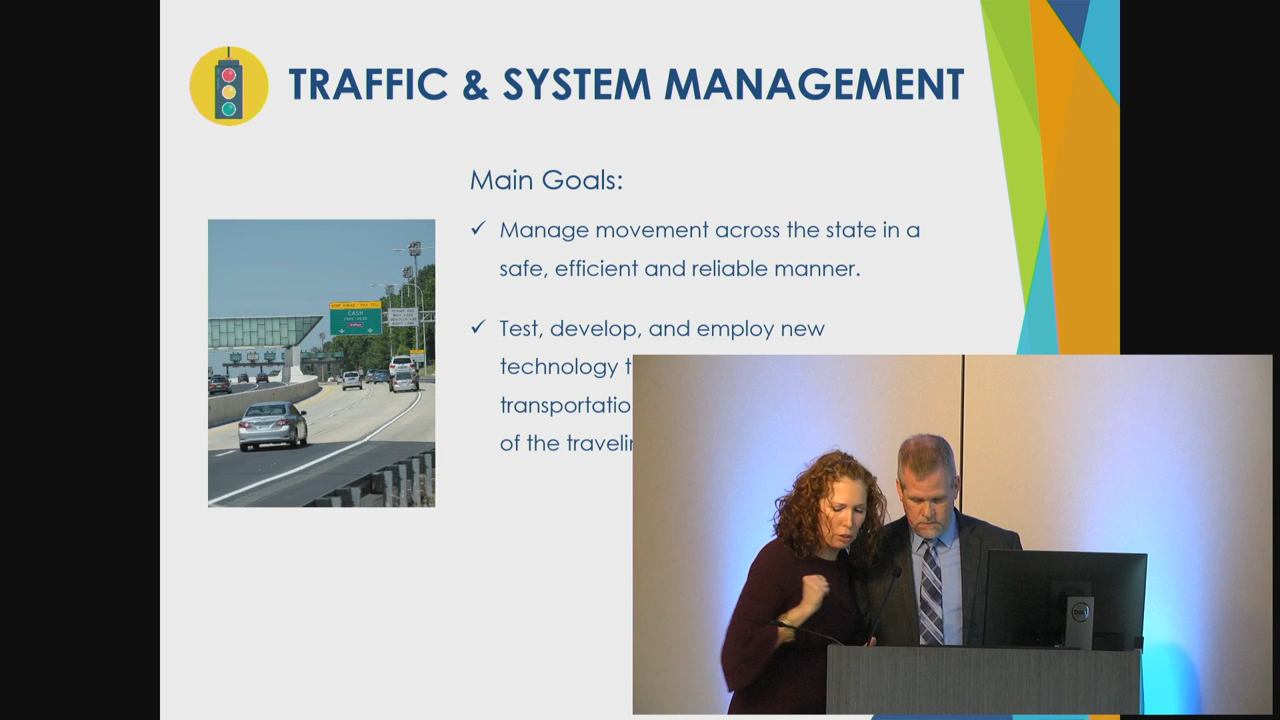 TRAFFIC & SYSTEM MANAGEMENT
Main Goals:
✓ Manage movement across the state in a
safe, efficient and reliable manner.
✓ Test, develop, and employ new
technology
transportatio
of the
CASH
DELL